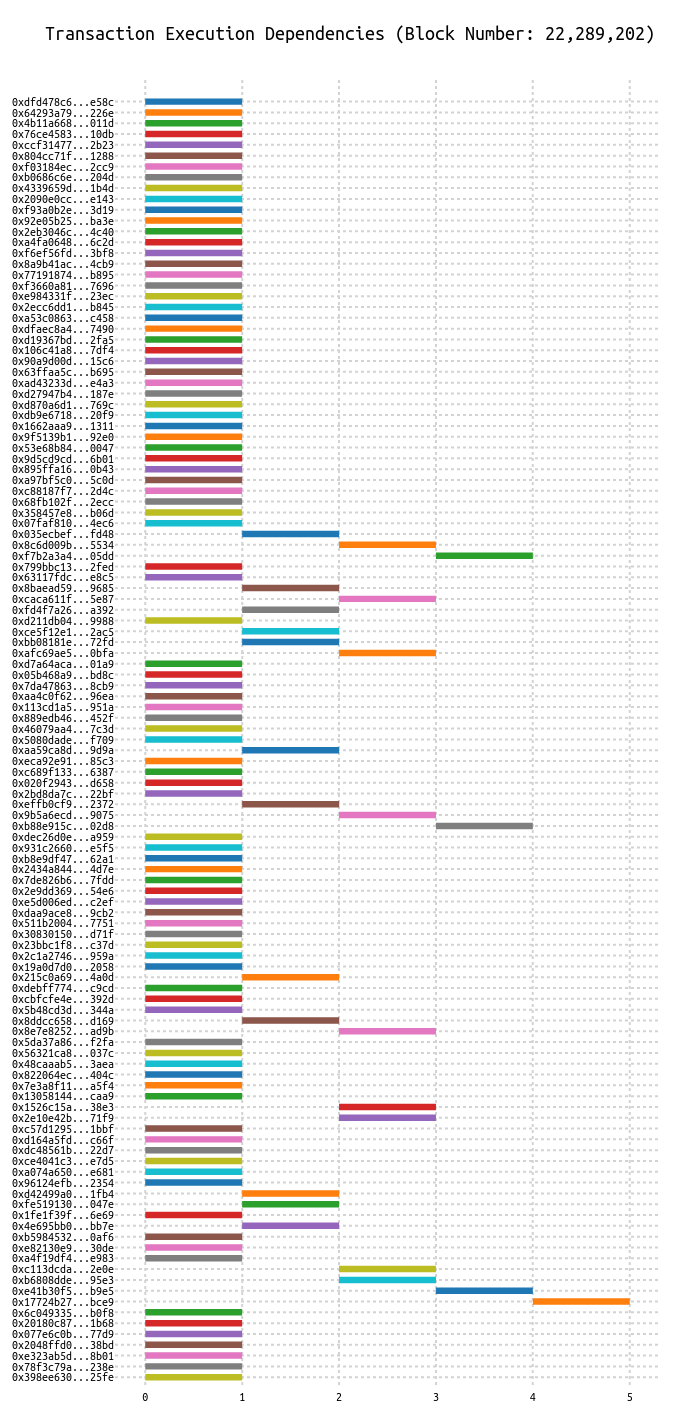 Transaction Execution Dependencies (Block Number: 22,289,202)
0xdfd478c6...e58c
0x64293a79...226e
0x4b11a668...011d
0x76ce4583...10db
0xccf31477...2b23
0x804cc71f...1288
0xf03184ec...2cc9
0xb0686c6e...204d
0x4339659d...1b4d
0x2090e0cc...e143
0xf93a0b2e...3d19
0x92e05b25...ba3e
0x2eb3046c...4c40
0xa4fa0648...6c2d
0xf6ef56fd...3bf8
0x8a9b41ac...4cb9
0x77191874...b895
0xf3660a81...7696
0xe984331f...23ec
0x2ecc6dd1...b845
0xa53c0863...c458
0xdfaec8a4...7490
0xd19367bd...2fa5
0x106c41a8...7df4
0x90a9d00d...15c6
0x63ffaa5c...b695
0xad43233d...e4a3
0xd27947b4...187e
0xd870a6d1...769c
0xdb9e6718...20f9
0x1662aaa9...1311
0x9f5139b1...92e0
0x53e68b84...0047
0x9d5cd9cd...6b01
0x895ffa16...0b43
0xa97bf5c0...5c0d
0xc88187f7...2d4c
0x68fb102f...2ecc
0x358457e8...b06d
0x07faf810...4ec6
0x035ecbef...fd48
0x8c6d009b...5534
0xf7b2a3a4...05dd
0x799bbc13...2fed
0x63117fdc...e8c5
0x8baead59...9685
0xcaca611f...5e87
0xfd4f7a26...a392
0xd211db04...9988
0xce5f12e1...2ac5
0xbb08181e...72fd
0xafc69ae5...0bfa
0xd7a64aca...01a9
0x05b468a9...bd8c
0x7da47863...8cb9
0xaa4c0f62...96ea
0x113cd1a5...951a
0x889edb46...452f
0x46079aa4...7c3d
0x5080dade...f709
0xaa59ca8d...9d9a
0xeca92e91...85c3
0xc689f133...6387
0x020f2943...d658
0x2bd8da7c...22bf
0xeffb0cf9...2372
0x9b5a6ecd...9075
0xb88e915c...02d8
0xdec26d0e...a959
0x931c2660...e5f5
0xb8e9df47...62a1
0x2434a844...4d7e
0x7de826b6...7fdd
0x2e9dd369...54e6
0xe5d006ed...c2ef
0xdaa9ace8...9cb2
0x511b2004...7751
0x30830150...d71f
0x23bbc1f8...c37d
0x2c1a2746...959a
0x19a0d7d0...2058
0x215c0a69...4a0d
0xdebff774...c9cd
0xcbfcfe4e...392d
0x5b48cd3d...344a
0x8ddcc658...d169
0x8e7e8252...ad9b
0x5da37a86...f2fa
0x56321ca8...037c
0x48caaab5...3aea
0x822064ec...404c
0x7e3a8f11...a5f4
0x13058144...caa9
0x1526c15a...38e3
0x2e10e42b...71f9
0xc57d1295...1bbf
0xd164a5fd...c66f
0xdc48561b...22d7
0xce4041c3...e7d5
0xa074a650...e681
0x96124efb...2354
0xd42499a0...1fb4
0xfe519130...047e
0x1fe1f39f...6e69
0x4e695bb0...bb7e
0xb5984532...0af6
0xe82130e9...30de
0xa4f19df4...e983
0xc113dcda...2e0e
0xb6808dde...95e3
0xe41b30f5...b9e5
0x17724b27...bce9
0x6c049335...b0f8
0x20180c87...1b68
0x077e6c0b...77d9
0x2048ffd0...38bd
0xe323ab5d...8b01
0x78f3c79a...238e
0x398ee630...25fe
0 1 2 3 4 5